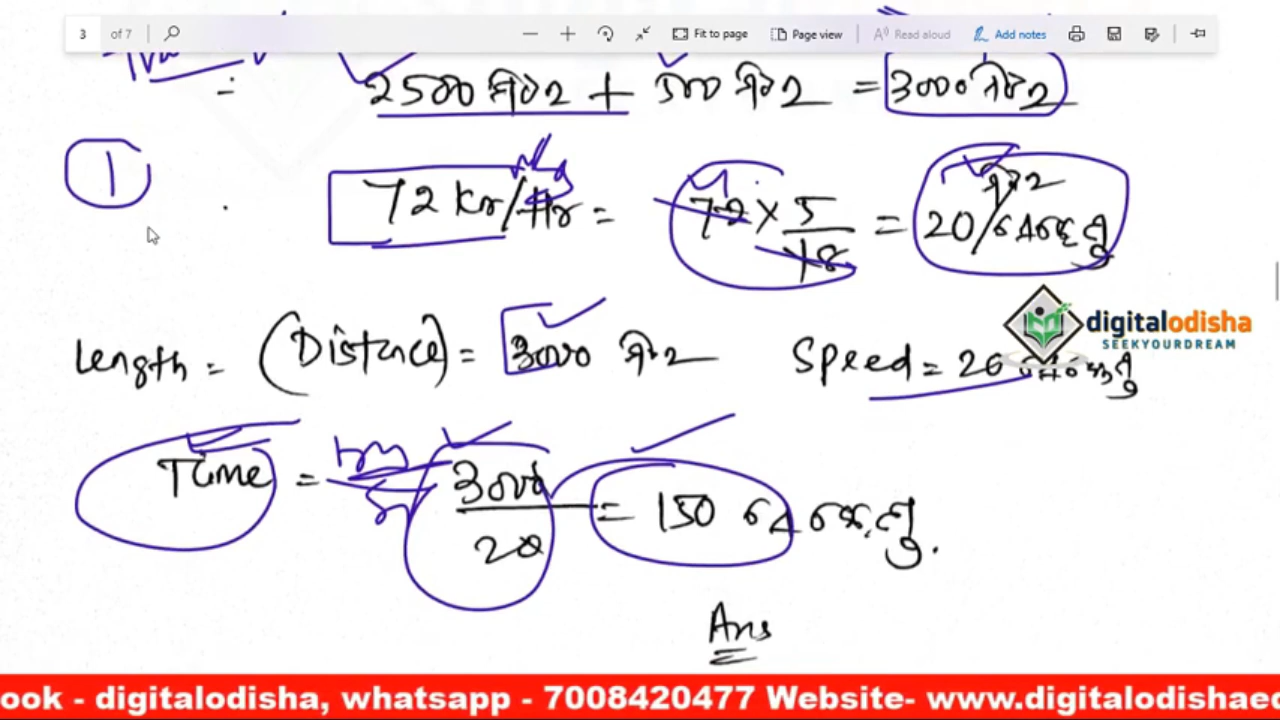 3 of 7 Fit to page Page view Read aloud Add notes
= 2500 ମିଟର + 500 ମିଟର = 3000 ମିଟର
1
72 Km/Hr = 72 × 5/18 = 20 ମିଟର/ସେକେଣ୍ଡ
digitalodisha
SEEKYOURDREAM
Length = (Distance) = 3000 ମିଟର Speed = 20
Time = 3000/20 = 150 ସେକେଣ୍ଡ.
Ans
ook - digitalodisha, whatsapp - 7008420477 Website- www.digitalodishaed